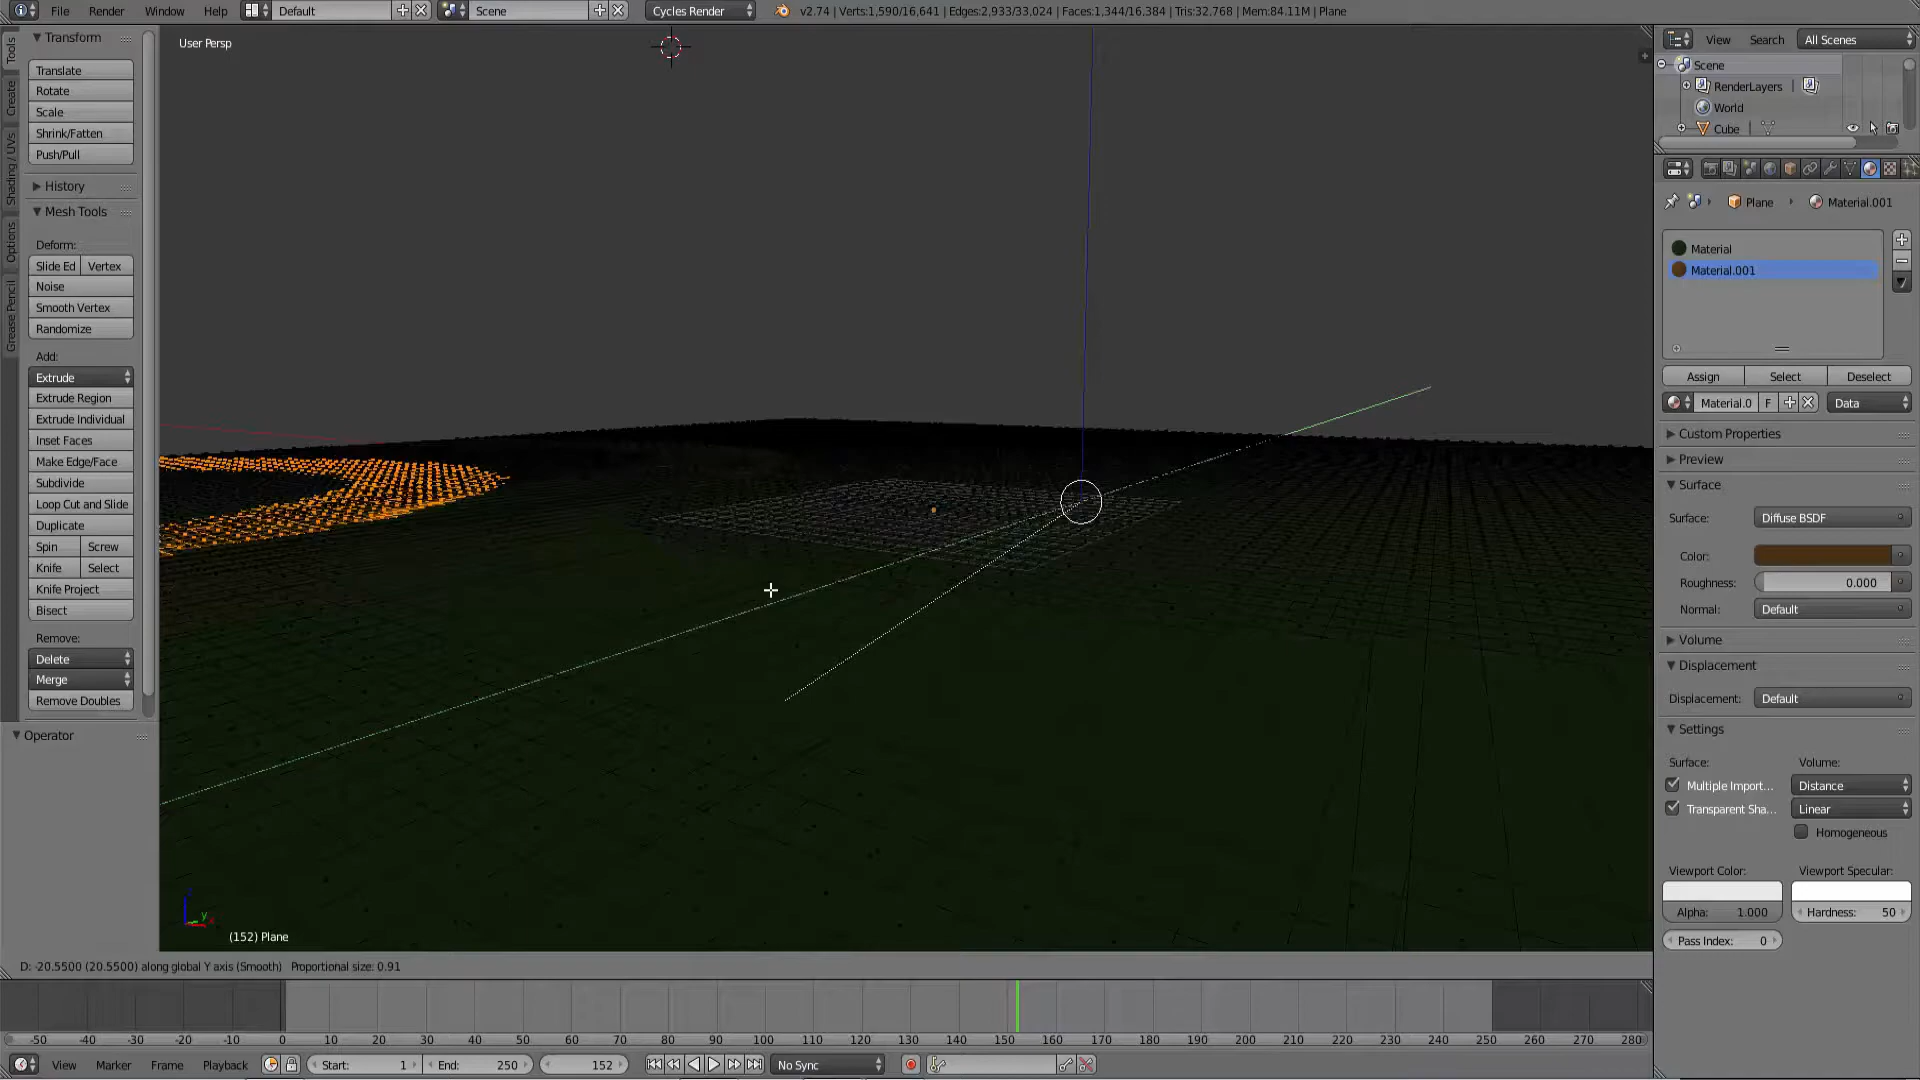 File Render Window Help Default Scene Cycles Render v2.74 | Verts:1,590/16,641 | Edges:2,933/33,024 | Faces:1,344/16,384 | Tris:32,768 | Mem:84.11M | Plane
User Persp
Tools
Create
Shading / UVs
Options
Grease Pencil
Transform
Translate
Rotate
Scale
Shrink/Fatten
Push/Pull
History
Mesh Tools
Deform:
Slide Ed Vertex
Noise
Smooth Vertex
Randomize
Add:
Extrude
Extrude Region
Extrude Individual
Inset Faces
Make Edge/Face
Subdivide
Loop Cut and Slide
Duplicate
Spin Screw
Knife Select
Knife Project
Bisect
Remove:
Delete
Merge
Remove Doubles
Operator
y
(152) Plane
D: -20.5500 (20.5500) along global Y axis (Smooth) Proportional size: 0.91
View Search All Scenes
Scene
RenderLayers |
World
Cube |
Plane Material.001
Material
Material.001
Assign Select Deselect
Material.0 F Data
Custom Properties
Preview
Surface
Surface: Diffuse BSDF
Color:
Roughness: 0.000
Normal: Default
Volume
Displacement
Displacement: Default
Settings
Surface: Volume:
Multiple Import... Distance
Transparent Sha... Linear
Homogeneous
Viewport Color: Viewport Specular:
Alpha: 1.000 Hardness: 50
Pass Index: 0
-50 -40 -30 -20 -10 0 10 20 30 40 50 60 70 80 90 100 110 120 130 140 150 160 170 180 190 200 210 220 230 240 250 260 270 280
View Marker Frame Playback Start: 1 End: 250 152 No Sync